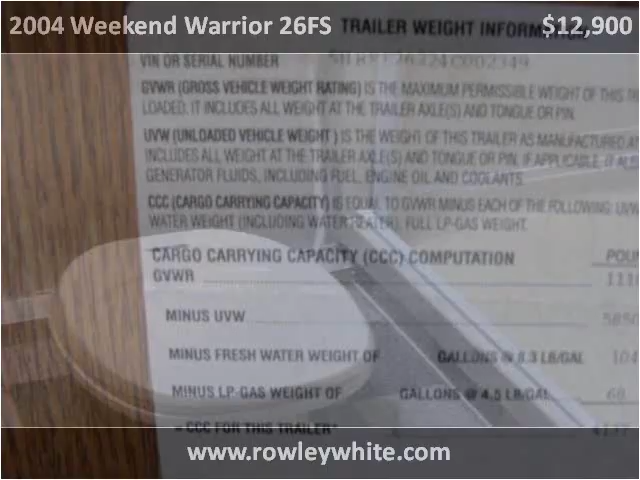 2004 Weekend Warrior 26FS $12,900
TRAILER WEIGHT INFORMATION
VIN OR SERIAL NUMBER
GVWR (GROSS VEHICLE WEIGHT RATING) IS THE MAXIMUM PERMISSIBLE WEIGHT OF THIS
LOADED. IT INCLUDES ALL WEIGHT AT THE TRAILER AXLE(S) AND TONGUE OR PIN.
UVW (UNLOADED VEHICLE WEIGHT) IS THE WEIGHT OF THIS TRAILER AS MANUFACTURED
INCLUDES ALL WEIGHT AT THE TRAILER AXLE(S) AND TONGUE OR PIN. IF APPLICABLE, IT
GENERATOR FLUIDS, INCLUDING FUEL, ENGINE OIL AND COOLANTS.
CCC (CARGO CARRYING CAPACITY) IS EQUAL TO GVWR MINUS EACH OF THE FOLLOWING: UVW
WATER WEIGHT (INCLUDING WATER HEATER), FULL LP-GAS WEIGHT.
CARGO CARRYING CAPACITY (CCC) COMPUTATION POU
GVWR
MINUS UVW 5850
MINUS FRESH WATER WEIGHT OF GALLONS @ 8.3 LB/GAL 104
MINUS LP-GAS WEIGHT OF GALLONS @ 4.5 LB/GAL 68
= CCC FOR THIS TRAILER*
www.rowleywhite.com